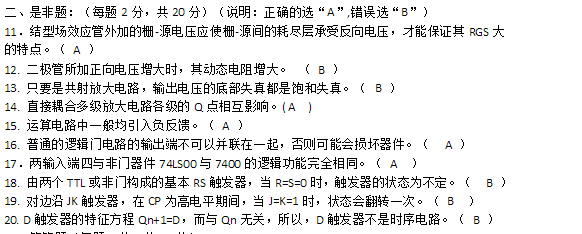 二、是非题：（每题 2 分，共 20 分）（说明：正确的选“A”,错误选“B”）
11．结型场效应管外加的栅-源电压应使栅-源间的耗尽层承受反向电压，才能保证其 RGS 大
的特点。（ A ）
12. 二极管所加正向电压增大时，其动态电阻增大。 （ B ）
13. 只要是共射放大电路，输出电压的底部失真都是饱和失真。（ B ）
14. 直接耦合多级放大电路各级的 Q 点相互影响。( A )
15. 运算电路中一般均引入负反馈。（ A ）
16. 普通的逻辑门电路的输出端不可以并联在一起，否则可能会损坏器件。（ A ）
17．两输入端四与非门器件 74LS00 与 7400 的逻辑功能完全相同。（ A ）
18. 由两个 TTL 或非门构成的基本 RS 触发器，当 R=S=0 时，触发器的状态为不定。（ B ）
19. 对边沿 JK 触发器，在 CP 为高电平期间，当 J=K=1 时，状态会翻转一次。（ B ）
20. D 触发器的特征方程 Qn+1=D，而与 Qn 无关，所以，D 触发器不是时序电路。（ B ）